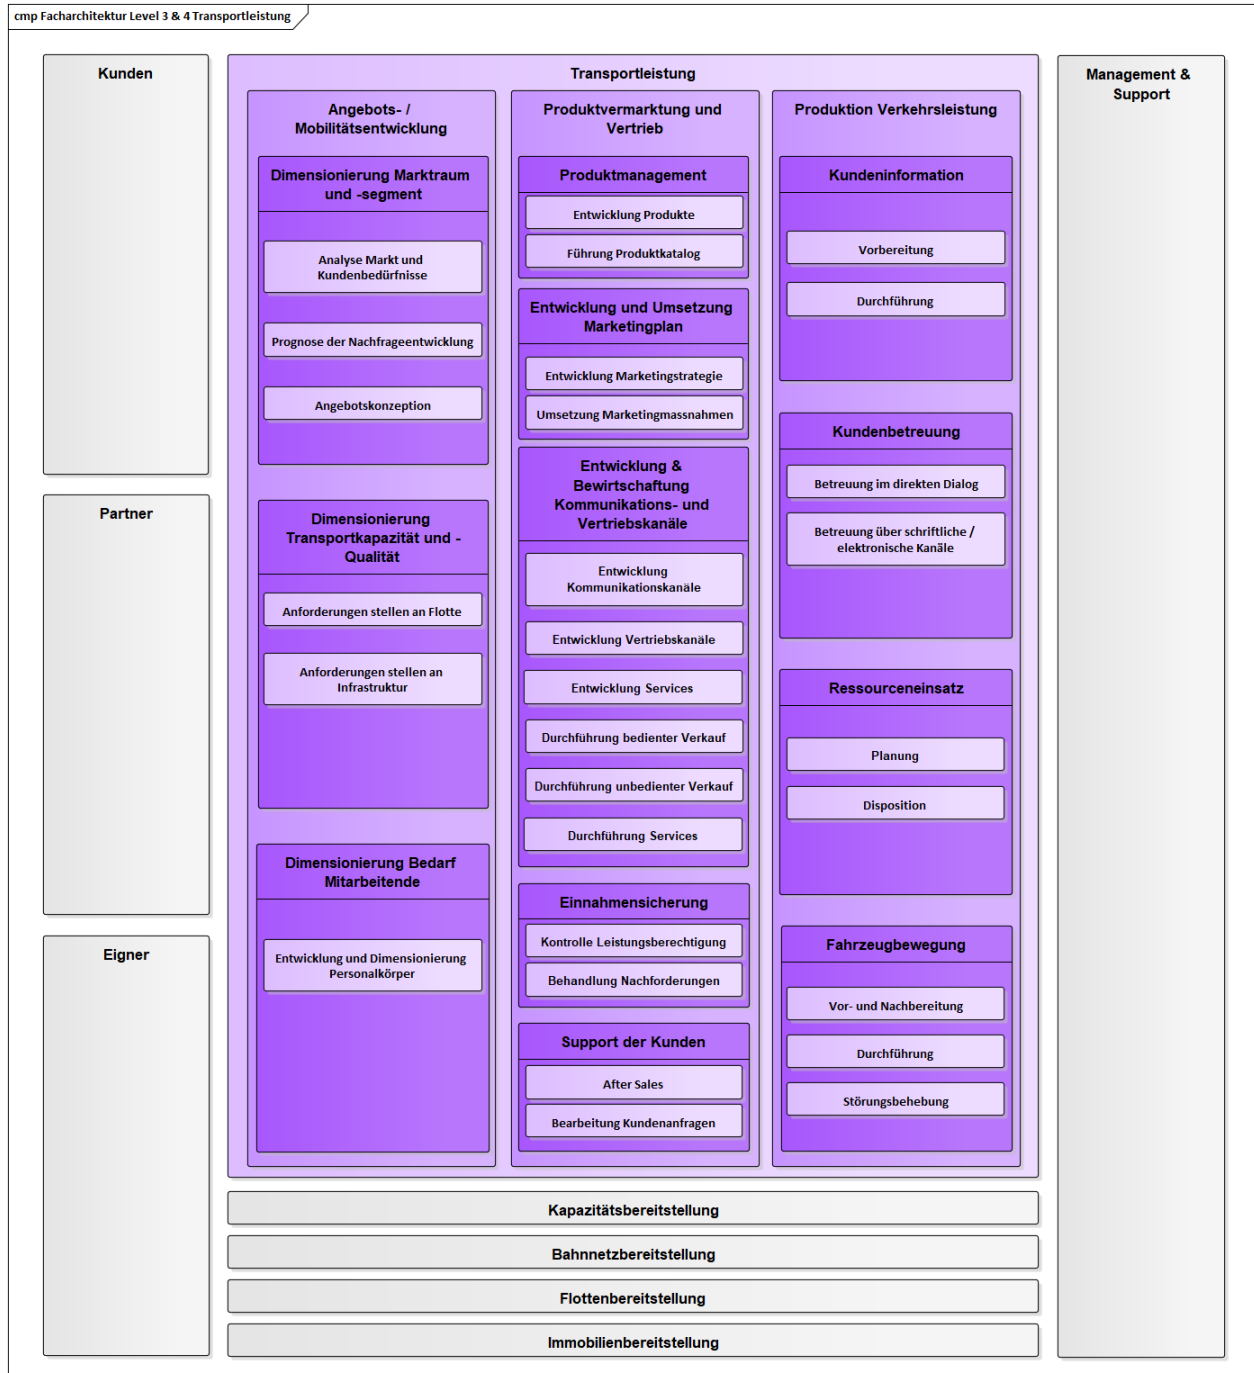 cmp Facharchitektur Level 3 & 4 Transportleistung
Kunden
Partner
Eigner
Transportleistung
Angebots- /
Mobilitätsentwicklung
Dimensionierung Marktraum
und -segment
Analyse Markt und
Kundenbedürfnisse
Prognose der Nachfrageentwicklung
Angebotskonzeption
Dimensionierung
Transportkapazität und -
Qualität
Anforderungen stellen an Flotte
Anforderungen stellen an
Infrastruktur
Dimensionierung Bedarf
Mitarbeitende
Entwicklung und Dimensionierung
Personalkörper
Produktvermarktung und
Vertrieb
Produktmanagement
Entwicklung Produkte
Führung Produktkatalog
Entwicklung und Umsetzung
Marketingplan
Entwicklung Marketingstrategie
Umsetzung Marketingmassnahmen
Entwicklung &
Bewirtschaftung
Kommunikations- und
Vertriebskanäle
Entwicklung
Kommunikationskanäle
Entwicklung Vertriebskanäle
Entwicklung Services
Durchführung bedienter Verkauf
Durchführung unbedienter Verkauf
Durchführung Services
Einnahmensicherung
Kontrolle Leistungsberechtigung
Behandlung Nachforderungen
Support der Kunden
After Sales
Bearbeitung Kundenanfragen
Produktion Verkehrsleistung
Kundeninformation
Vorbereitung
Durchführung
Kundenbetreuung
Betreuung im direkten Dialog
Betreuung über schriftliche /
elektronische Kanäle
Ressourceneinsatz
Planung
Disposition
Fahrzeugbewegung
Vor- und Nachbereitung
Durchführung
Störungsbehebung
Management &
Support
Kapazitätsbereitstellung
Bahnnetzbereitstellung
Flottenbereitstellung
Immobilienbereitstellung